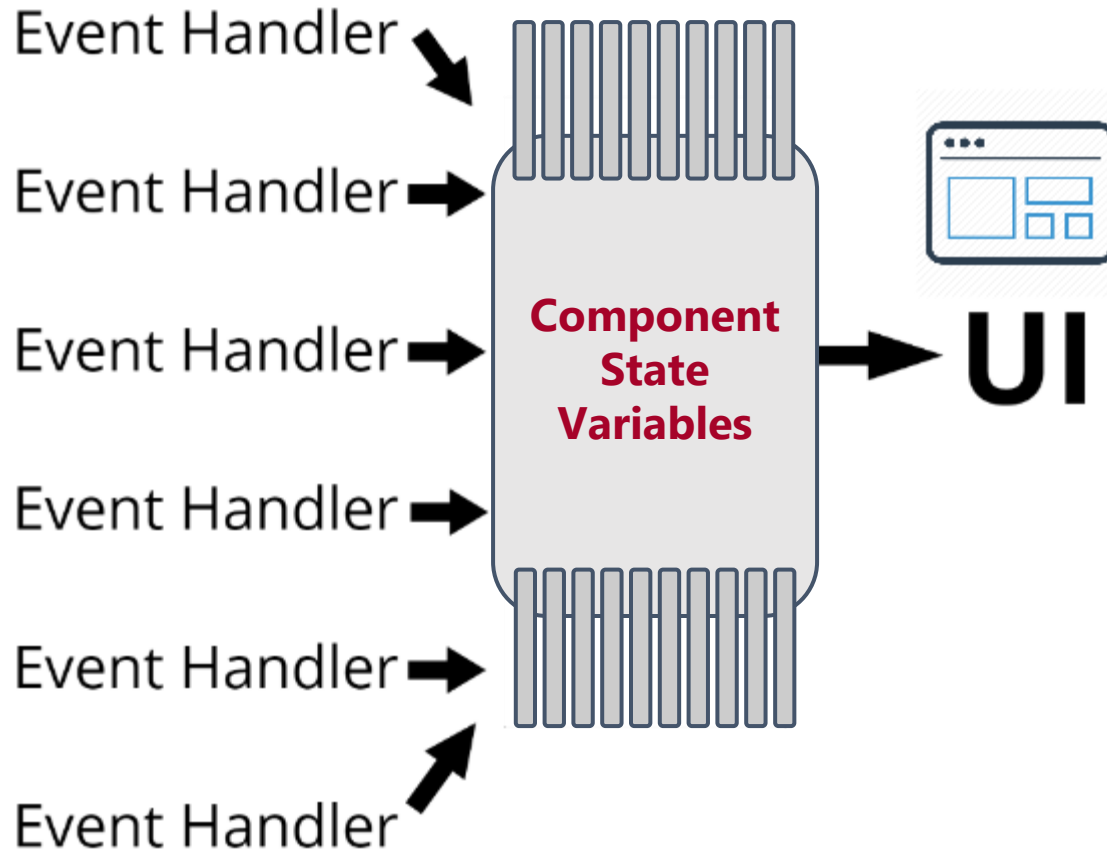 Event Handler
Event Handler
Event Handler
Event Handler
Event Handler
Event Handler
Component
State
Variables
UI